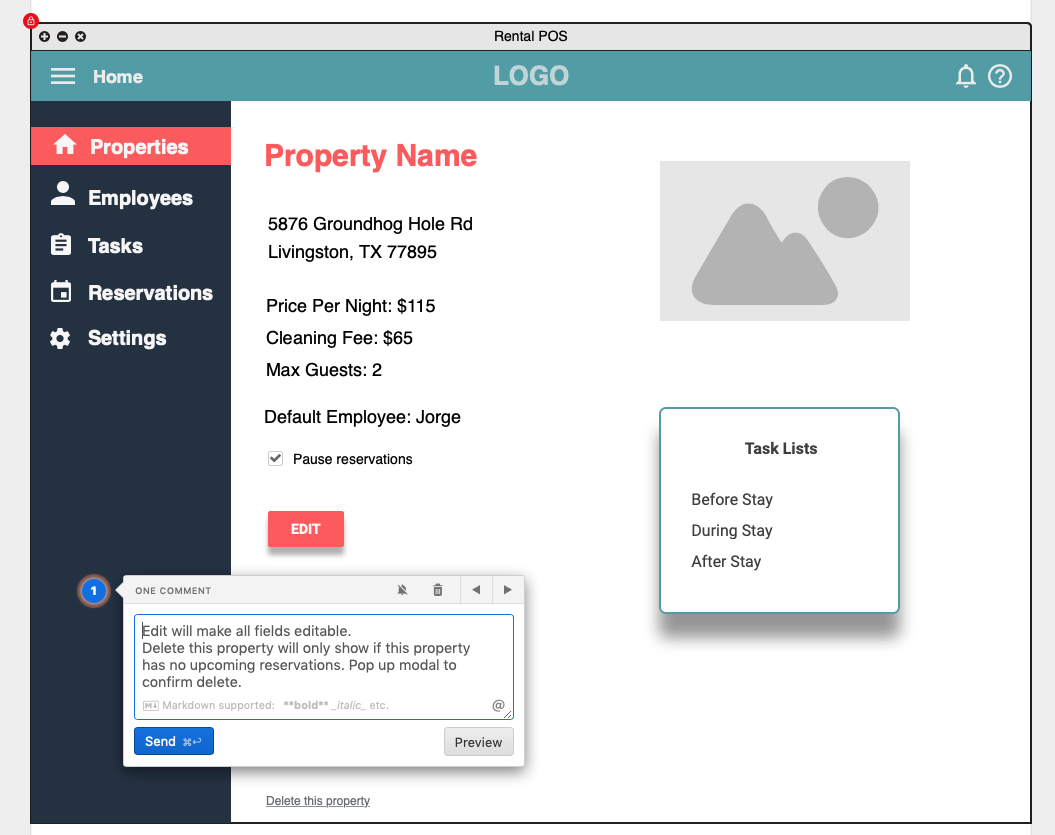 Rental POS
Home
LOGO
Properties
Employees
Tasks
Reservations
Settings
Property Name
5876 Groundhog Hole Rd
Livingston, TX 77895
Price Per Night: $115
Cleaning Fee: $65
Max Guests: 2
Default Employee: Jorge
Pause reservations
EDIT
Task Lists
Before Stay
During Stay
After Stay
1
ONE COMMENT
Edit will make all fields editable.
Delete this property will only show if this property
has no upcoming reservations. Pop up modal to
confirm delete.
Markdown supported: **bold** _italic_ etc.
@
Send ⌘↩
Preview
Delete this property